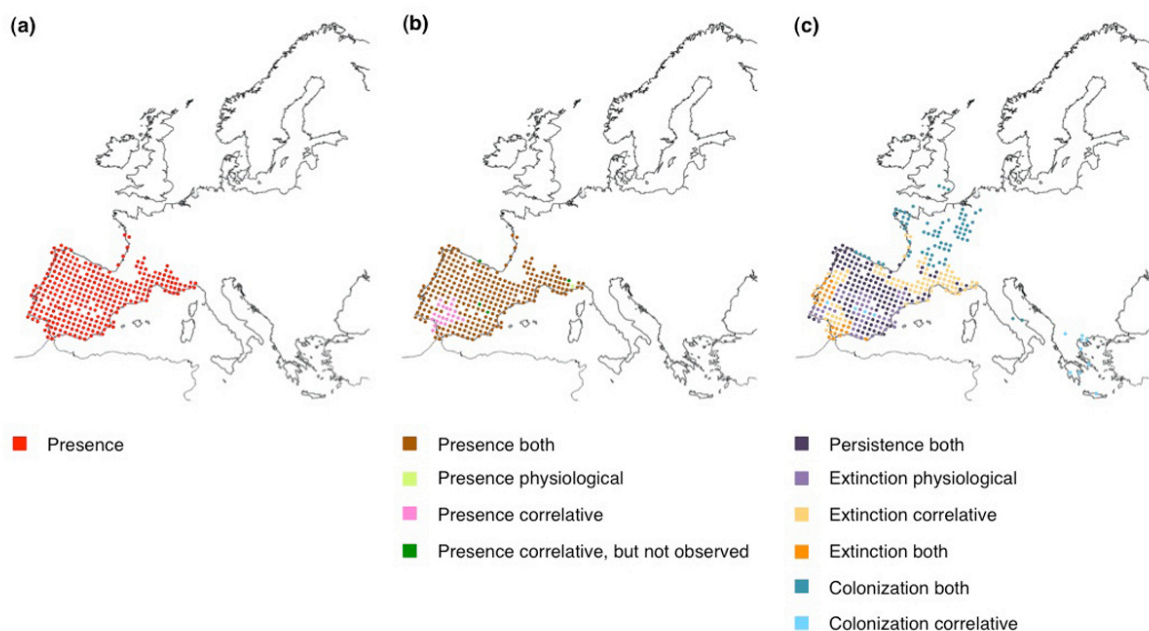 (a)
(b)
(c)
Presence
Presence both
Presence physiological
Presence correlative
Presence correlative, but not observed
Persistence both
Extinction physiological
Extinction correlative
Extinction both
Colonization both
Colonization correlative